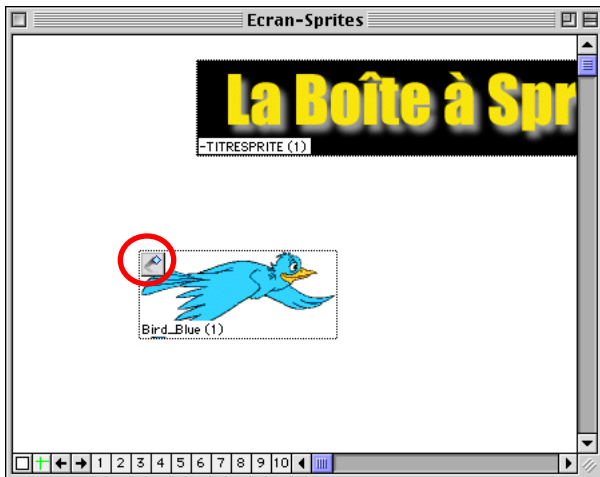 Ecran-Sprites
La Boîte à Spr
-TITRESPRITE (1)
Bird_Blue (1)
1 2 3 4 5 6 7 8 9 10